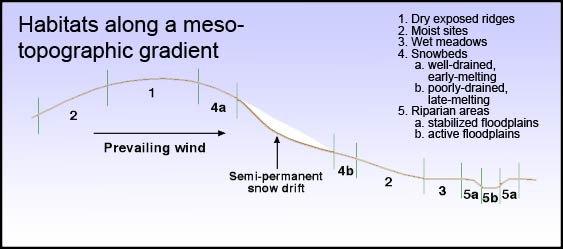 Habitats along a meso-
topographic gradient
1. Dry exposed ridges
2. Moist sites
3. Wet meadows
4. Snowbeds
a. well-drained,
early-melting
b. poorly-drained,
late-melting
5. Riparian areas
a. stabilized floodplains
b. active floodplains
2
1
4a
Prevailing wind
Semi-permanent
snow drift
4b
2
3
5a
5b
5a